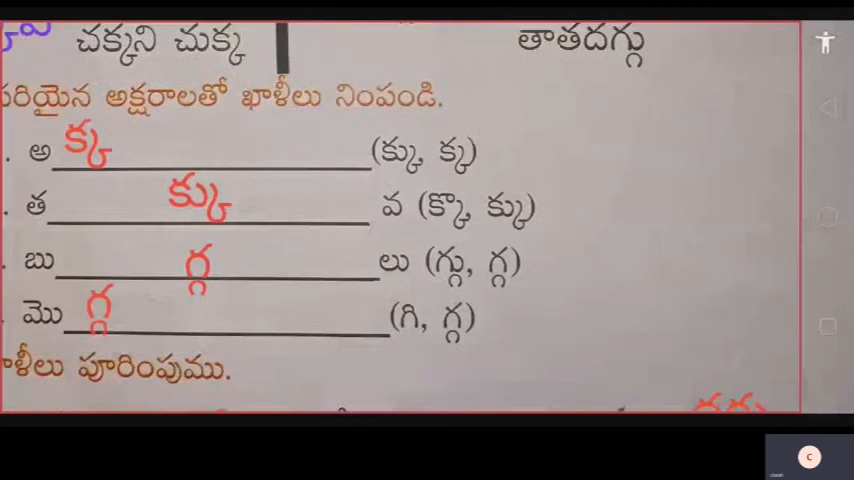 చక్కని చుక్క తాతదగ్గు
సరియైన అక్షరాలతో ఖాళీలు నింపండి.
అ క్క (క్కు, క్క)
త క్కు వ (క్కొ, క్కు)
బు గ్గ లు (గ్గు, గ్గ)
మొ గ్గ (గి, గ్గ)
ఖాళీలు పూరింపుము.